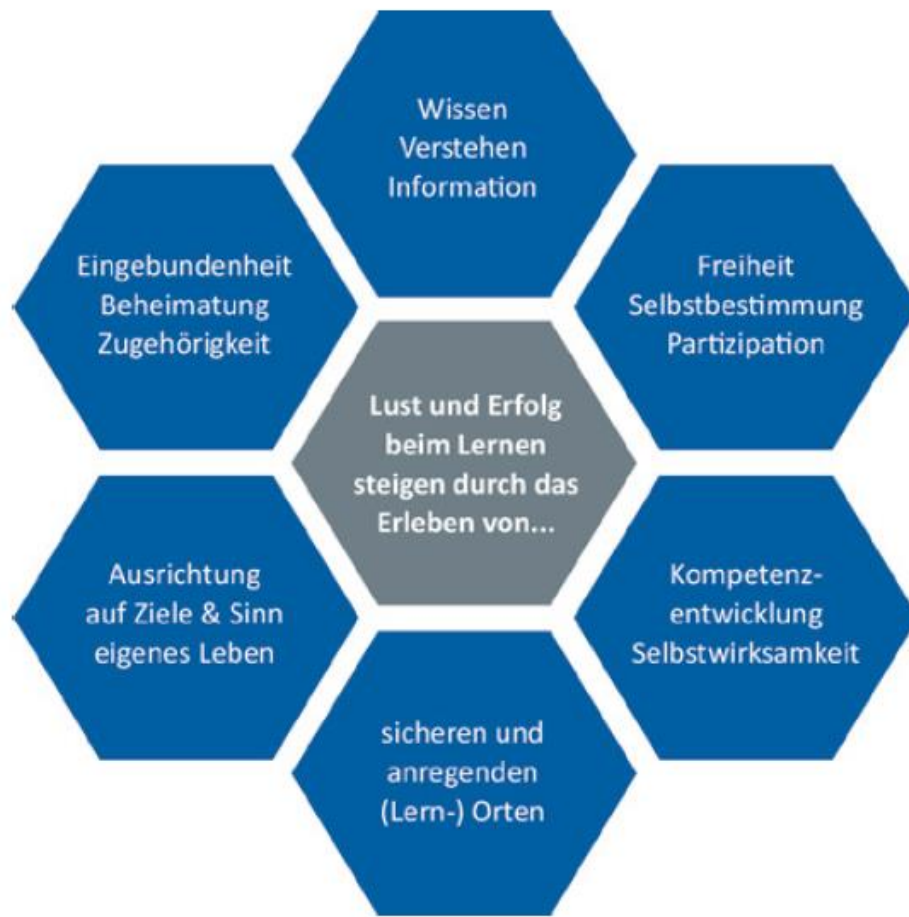 Wissen
Verstehen
Information
Eingebundenheit
Beheimatung
Zugehörigkeit
Freiheit
Selbstbestimmung
Partizipation
Lust und Erfolg
beim Lernen
steigen durch das
Erleben von...
Ausrichtung
auf Ziele & Sinn
eigenes Leben
Kompetenz-
entwicklung
Selbstwirksamkeit
sicheren und
anregenden
(Lern-) Orten